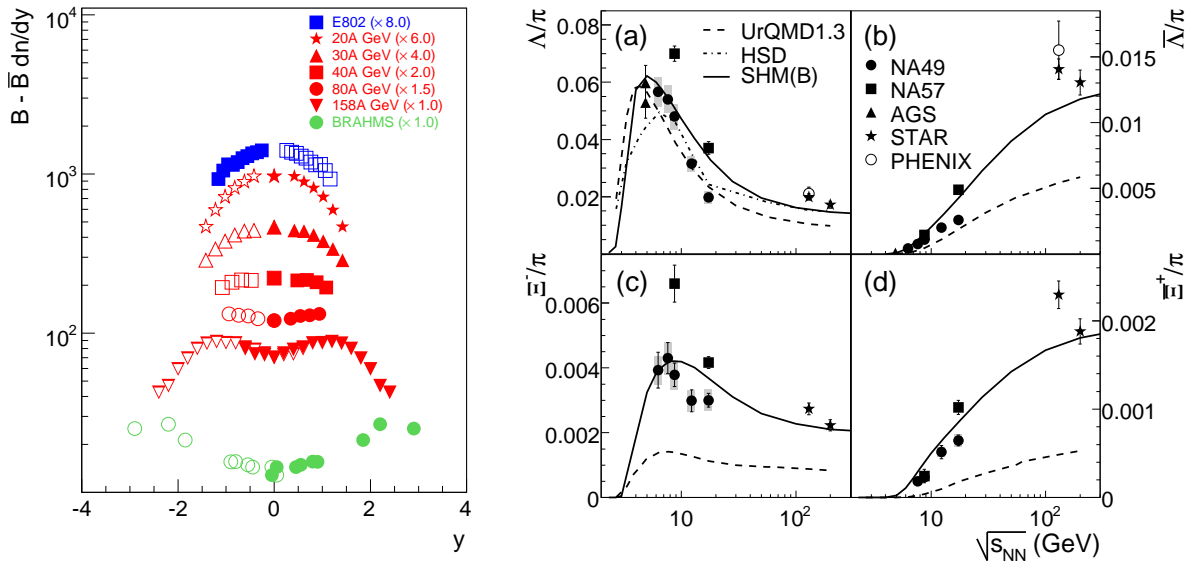 B - B̅ dn/dy
10⁴
10³
10²
E802 (× 8.0)
20A GeV (× 6.0)
30A GeV (× 4.0)
40A GeV (× 2.0)
80A GeV (× 1.5)
158A GeV (× 1.0)
BRAHMS (× 1.0)
−4
−2
0
2
4
y
Λ/π
0.08
0.06
0.04
0.02
(a)
UrQMD1.3
HSD
SHM(B)
(b)
NA49
NA57
AGS
STAR
PHENIX
Λ̅/π
0.015
0.01
0.005
0
Ξ⁻/π
0.006
0.004
0.002
0
(c)
(d)
Ξ̅⁺/π
0.002
0.001
0
10
10²
10
10²
√sNN (GeV)